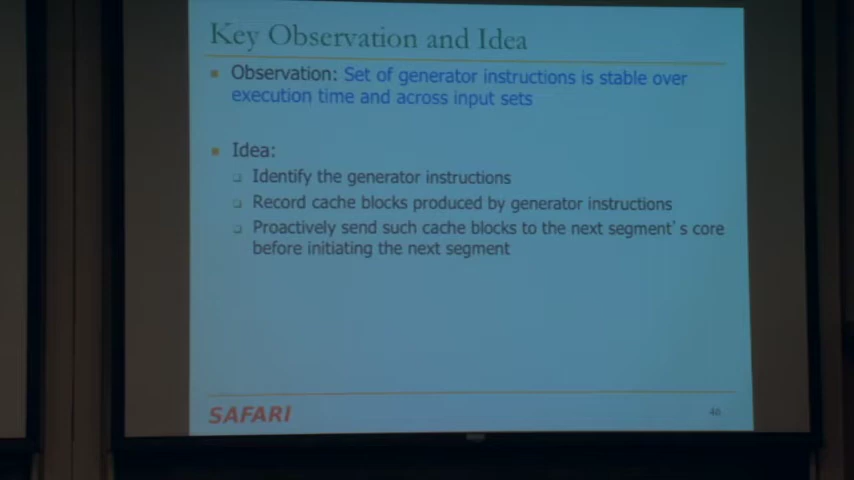 Key Observation and Idea
Observation: Set of generator instructions is stable over
execution time and across input sets
Idea:
Identify the generator instructions
Record cache blocks produced by generator instructions
Proactively send such cache blocks to the next segment's core
before initiating the next segment
SAFARI
46